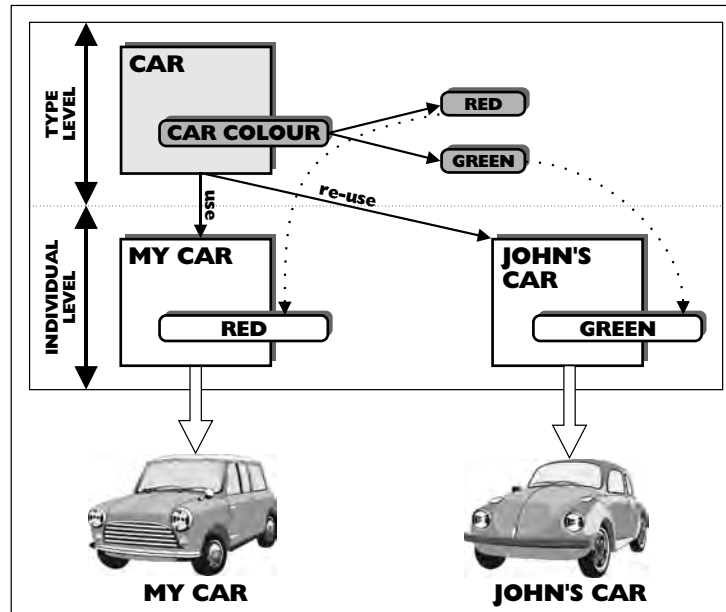 CAR
TYPE
LEVEL
CAR COLOUR
RED
GREEN
use
re-use
INDIVIDUAL
LEVEL
MY CAR
JOHN'S
CAR
RED
GREEN
MY CAR
JOHN'S CAR